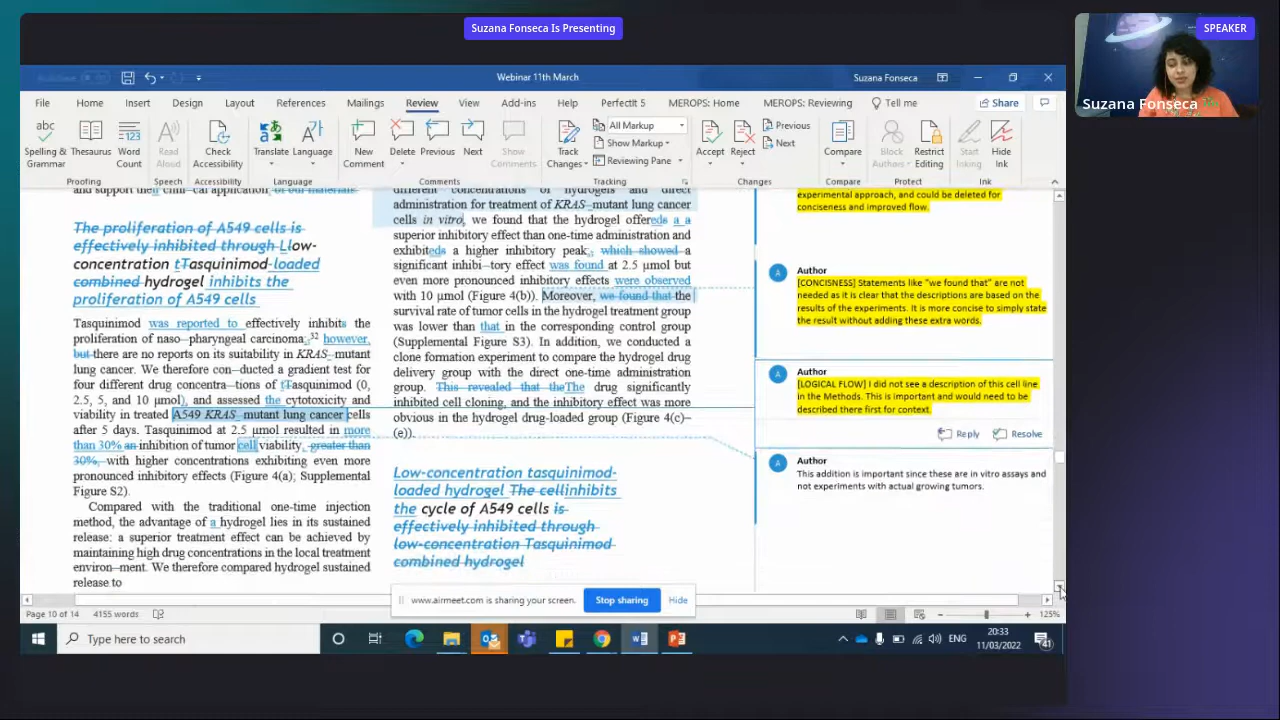 Suzana Fonseca Is Presenting
SPEAKER
Suzana Fonseca
Webinar 11th March
Suzana Fonseca
File Home Insert Design Layout References Mailings Review View Add-ins Help PerfectIt 5 MEROPS: Home MEROPS: Reviewing Tell me Share
Spelling & Grammar
Thesaurus
Word Count
Read Aloud
Check Accessibility
Translate
Language
New Comment
Delete
Previous
Next
Show Comments
Track Changes
All Markup
Show Markup
Reviewing Pane
Accept
Reject
Previous
Next
Compare
Block Authors
Restrict Editing
Start Inking
Hide Ink
Proofing Speech Accessibility Language Comments Tracking Changes Compare Protect Ink
The proliferation of A549 cells is
effectively inhibited through Llow-
concentration tTasquinimod-loaded
combined hydrogel inhibits the
proliferation of A549 cells
Tasquinimod was reported to effectively inhibits the
proliferation of naso-pharyngeal carcinoma;,32 however,
but there are no reports on its suitability in KRAS-mutant
lung cancer. We therefore con-ducted a gradient test for
four different drug concentra-tions of tTasquinimod (0,
2.5, 5, and 10 μmol), and assessed the cytotoxicity and
viability in treated A549 KRAS-mutant lung cancer cells
after 5 days. Tasquinimod at 2.5 μmol resulted in more
than 30% an inhibition of tumor cell viability, greater than
30%, with higher concentrations exhibiting even more
pronounced inhibitory effects (Figure 4(a); Supplemental
Figure S2).
Compared with the traditional one-time injection
method, the advantage of a hydrogel lies in its sustained
release: a superior treatment effect can be achieved by
maintaining high drug concentrations in the local treatment
environ-ment. We therefore compared hydrogel sustained
release to
different concentrations of hydrogels and direct
administration for treatment of KRAS-mutant lung cancer
cells in vitro, we found that the hydrogel offereds a a
superior inhibitory effect than one-time administration and
exhibiteds a higher inhibitory peak,. which showed a
significant inhibi-tory effect was found at 2.5 μmol but
even more pronounced inhibitory effects were observed
with 10 μmol (Figure 4(b)). Moreover, we found that the
survival rate of tumor cells in the hydrogel treatment group
was lower than that in the corresponding control group
(Supplemental Figure S3). In addition, we conducted a
clone formation experiment to compare the hydrogel drug
delivery group with the direct one-time administration
group. This revealed that theThe drug significantly
inhibited cell cloning, and the inhibitory effect was more
obvious in the hydrogel drug-loaded group (Figure 4(c)–
(e)).
Low-concentration tasquinimod-
loaded hydrogel The cellinhibits
the cycle of A549 cells is
effectively inhibited through
low-concentration Tasquinimod
combined hydrogel
experimental approach, and could be deleted for
conciseness and improved flow.
Author
[CONCISNESS] Statements like "we found that" are not
needed as it is clear that the descriptions are based on the
results of the experiments. It is more concise to simply state
the result without adding these extra words.
Author
[LOGICAL FLOW] I did not see a description of this cell line
in the Methods. This is important and would need to be
described there first for context.
Reply Resolve
Author
This addition is important since these are in vitro assays and
not experiments with actual growing tumors.
www.airmeet.com is sharing your screen. Stop sharing Hide
Page 10 of 14 4155 words
125%
Type here to search
ENG
20:33
11/03/2022
41